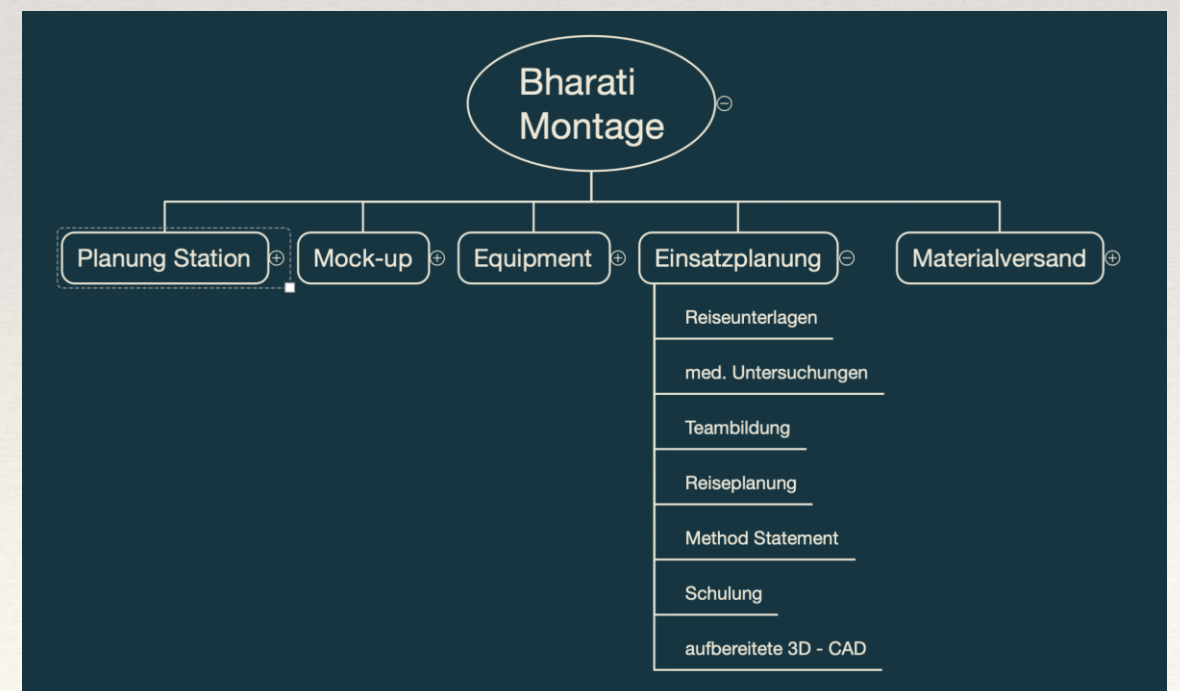 Bharati
Montage
Planung Station
Mock-up
Equipment
Einsatzplanung
Materialversand
Reiseunterlagen
med. Untersuchungen
Teambildung
Reiseplanung
Method Statement
Schulung
aufbereitete 3D - CAD